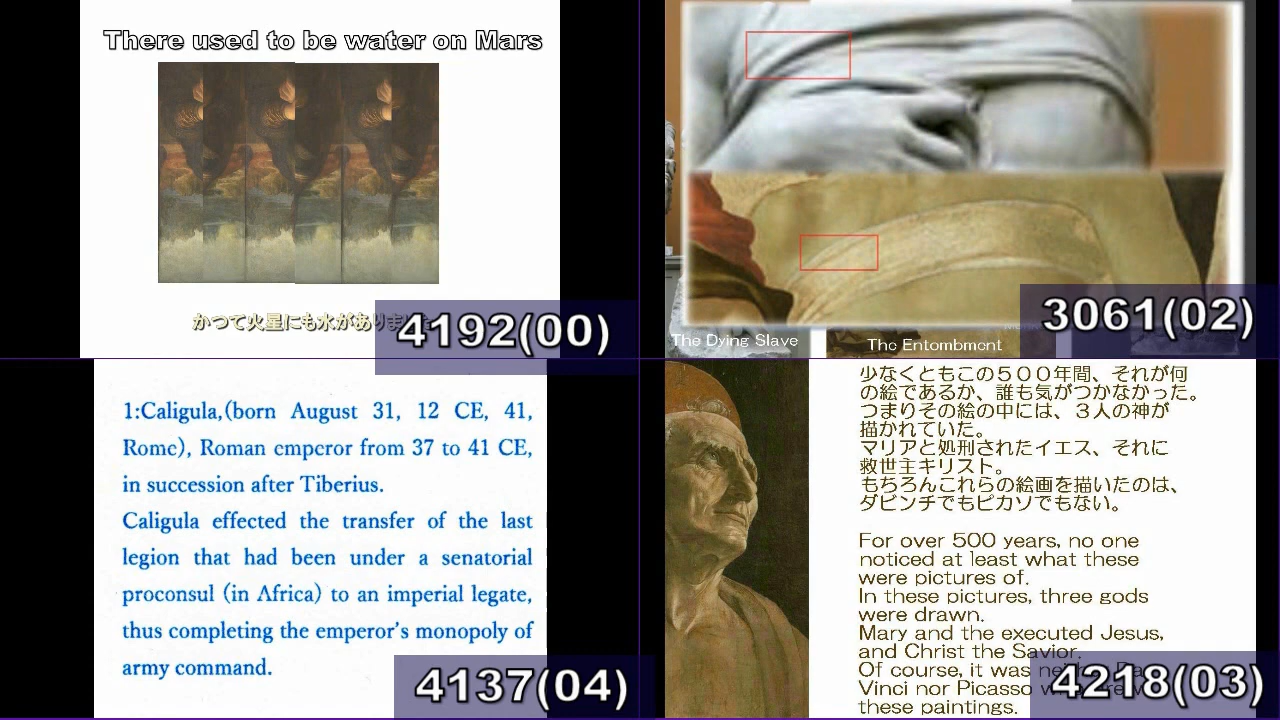 There used to be water on Mars
かつて火星にも水があり
4192(00)
The Dying Slave
The Entombment
3061(02)
1:Caligula,(born August 31, 12 CE, 41,
Rome), Roman emperor from 37 to 41 CE,
in succession after Tiberius.
Caligula effected the transfer of the last
legion that had been under a senatorial
proconsul (in Africa) to an imperial legate,
thus completing the emperor's monopoly of
army command.
4137(04)
少なくともこの５００年間、それが何
の絵であるか、誰も気がつかなかった。
つまりその絵の中には、３人の神が
描かれていた。
マリアと処刑されたイエス、それに
救世主キリスト。
もちろんこれらの絵画を描いたのは、
ダビンチでもピカソでもない。
For over 500 years, no one
noticed at least what these
were pictures of.
In these pictures, three gods
were drawn.
Mary and the executed Jesus,
and Christ the Savior.
Of course, it was
Vinci nor Picasso
these paintings.
4218(03)